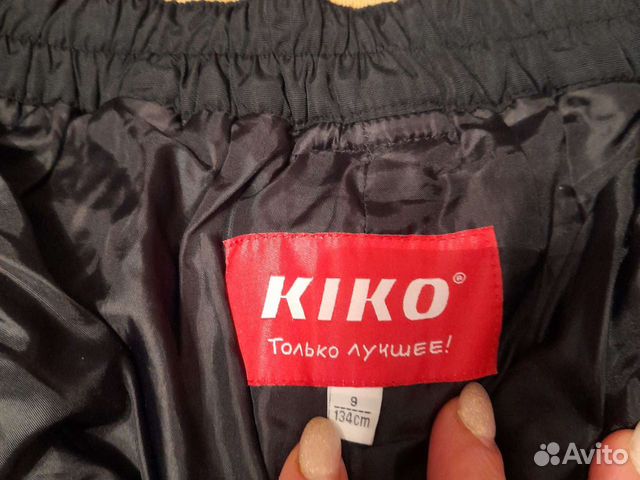 KIKO®
Только лучшее!
9
134cm
Avito